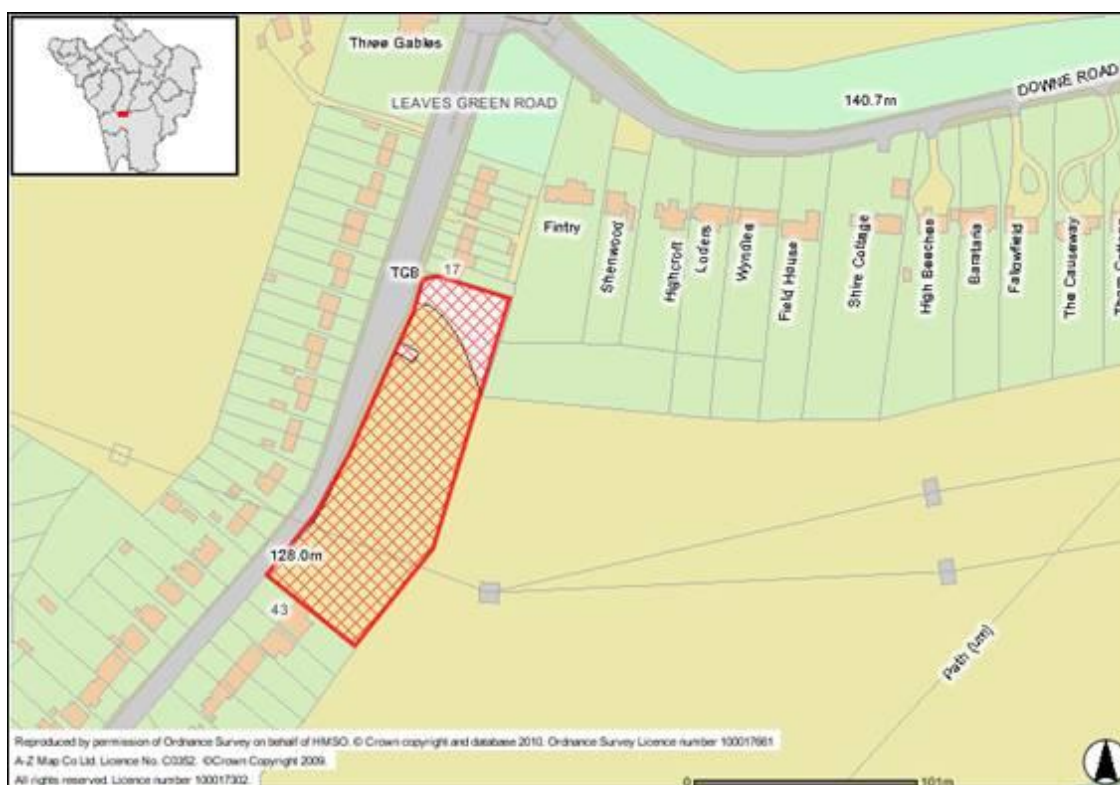 Three Gables
LEAVES GREEN ROAD
DOWNE ROAD
140.7m
Fintry
Sherwood
Highcroft
Loders
Wyndles
Field House
Shire Cottage
High Beeches
Barataria
Fallowfield
The Causeway
TCB
17
128.0m
43
Path (um)
Reproduced by permission of Ordnance Survey on behalf of HMSO. © Crown copyright and database 2010. Ordnance Survey Licence number 100017661.
A-Z Map Co Ltd. Licence No. C0352. ©Crown Copyright 2009.
All rights reserved. Licence number 100017302.
0 101m